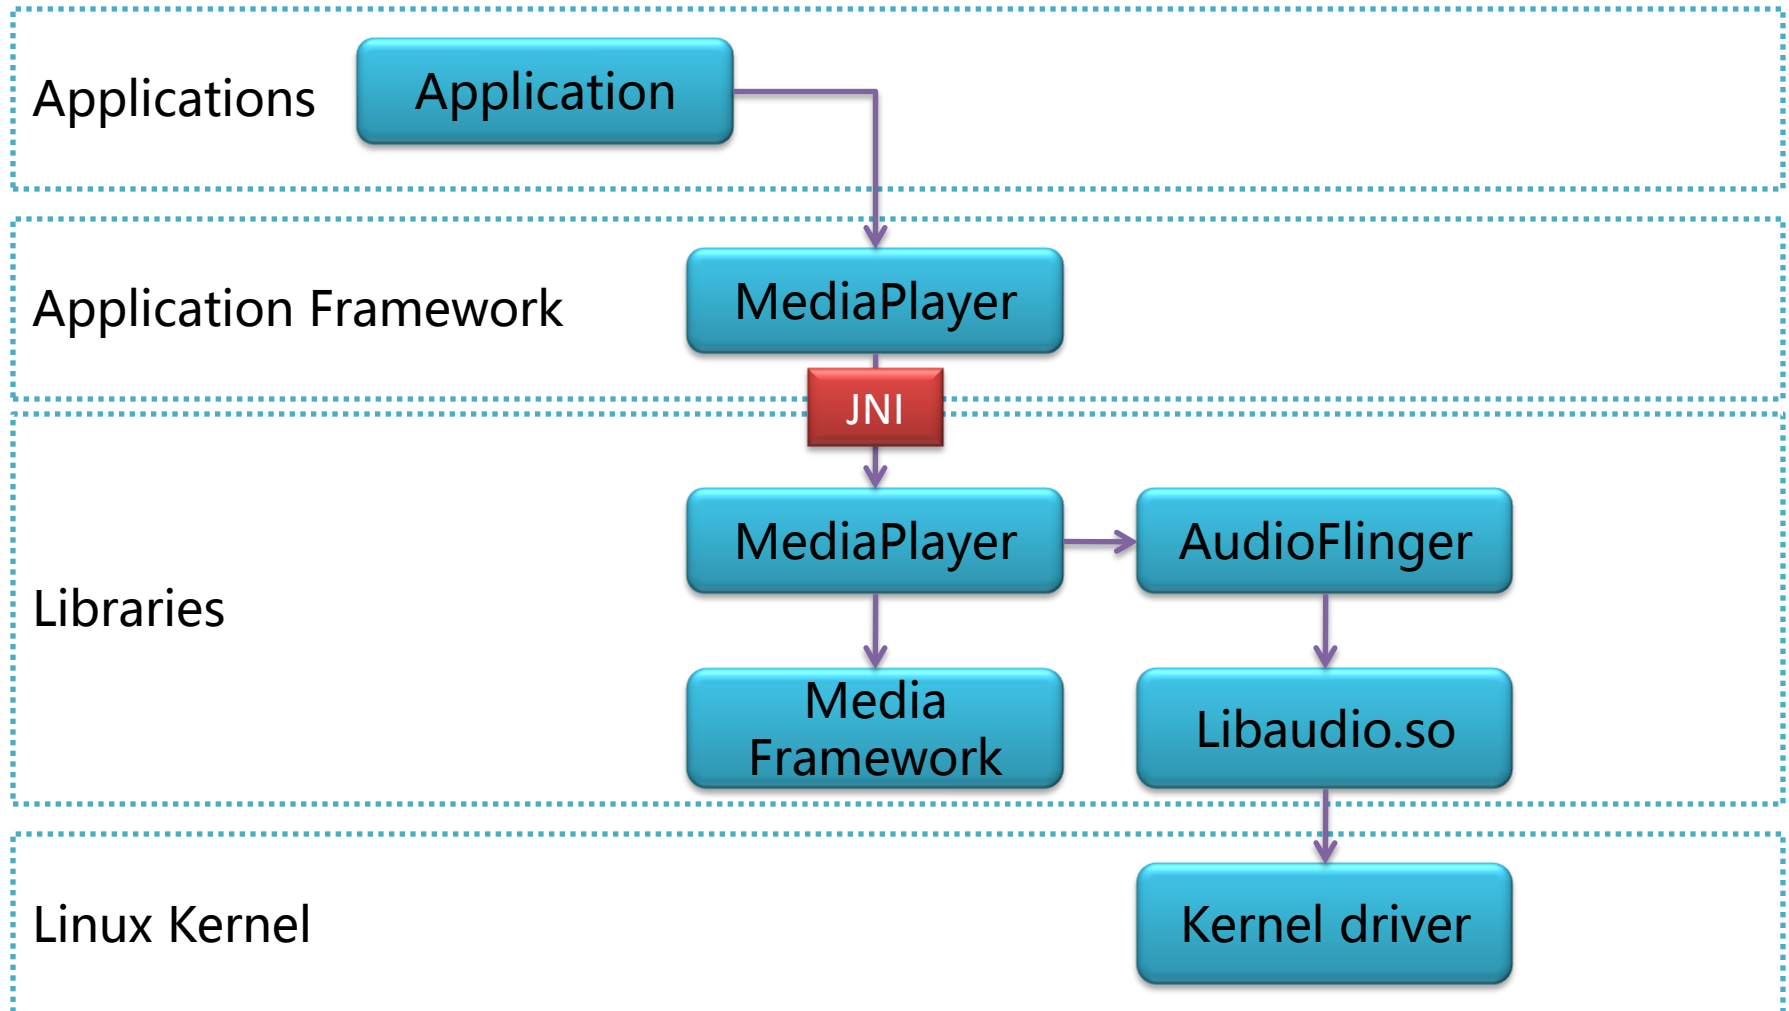 Applications
Application
Application Framework
MediaPlayer
JNI
MediaPlayer
AudioFlinger
Libraries
Media
Framework
Libaudio.so
Linux Kernel
Kernel driver